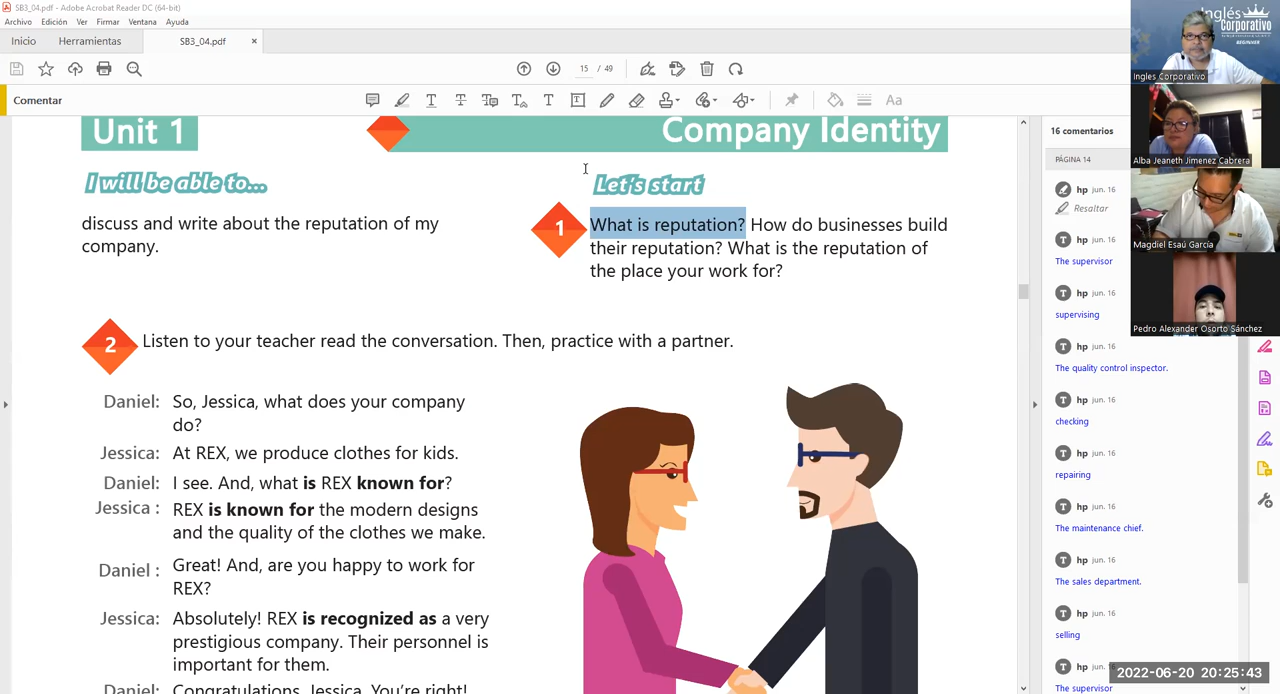 SB3_04.pdf - Adobe Acrobat Reader DC (64-bit)
Archivo Edición Ver Firmar Ventana Ayuda
Inicio Herramientas SB3_04.pdf ×
15 / 49
Comentar
Aa
Unit 1 Company Identity
I will be able to...
discuss and write about the reputation of my
company.
Let's start
1
What is reputation? How do businesses build
their reputation? What is the reputation of
the place your work for?
2
Listen to your teacher read the conversation. Then, practice with a partner.
Daniel: So, Jessica, what does your company
do?
Jessica: At REX, we produce clothes for kids.
Daniel: I see. And, what is REX known for?
Jessica : REX is known for the modern designs
and the quality of the clothes we make.
Daniel : Great! And, are you happy to work for
REX?
Jessica: Absolutely! REX is recognized as a very
prestigious company. Their personnel is
important for them.
Daniel: Congratulations, Jessica. You're right!
16 comentarios
PÁGINA 14
hp jun. 16
Resaltar
T hp jun. 16
The supervisor
T hp jun. 16
supervising
T hp jun. 16
The quality control inspector.
T hp jun. 16
checking
T hp jun. 16
repairing
T hp jun. 16
The maintenance chief.
T hp jun. 16
The sales department.
T hp jun. 16
selling
T hp jun. 16
The supervisor
Inglés
Corporativo
BEGINNER
Ingles Corporativo
Alba Jeaneth Jimenez Cabrera
Magdiel Esaú García
Pedro Alexander Osorto Sánchez
2022-06-20 20:25:43